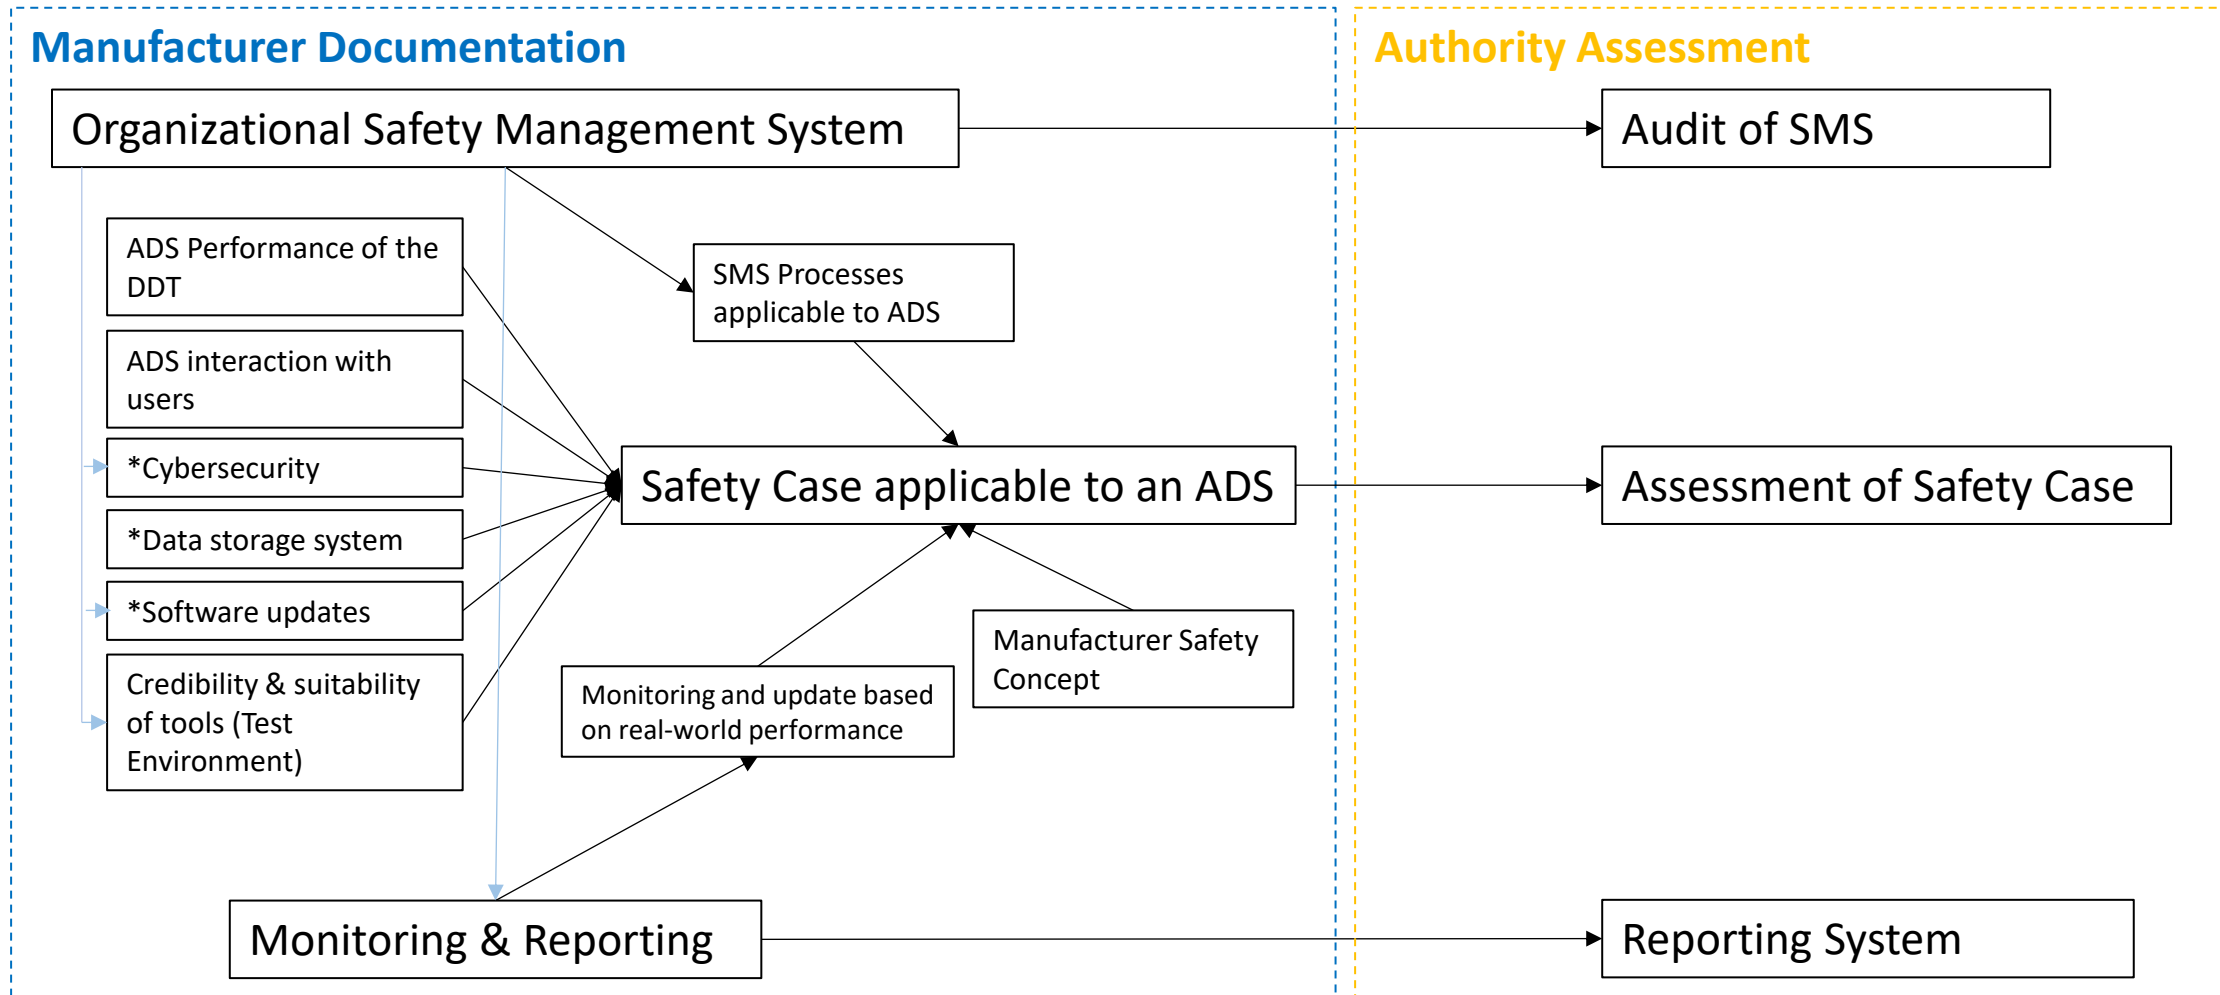 Manufacturer Documentation
Authority Assessment
Organizational Safety Management System
Audit of SMS
ADS Performance of the
DDT
SMS Processes
applicable to ADS
ADS interaction with
users
*Cybersecurity
Safety Case applicable to an ADS
Assessment of Safety Case
*Data storage system
*Software updates
Manufacturer Safety
Concept
Credibility & suitability
of tools (Test
Environment)
Monitoring and update based
on real-world performance
Monitoring & Reporting
Reporting System